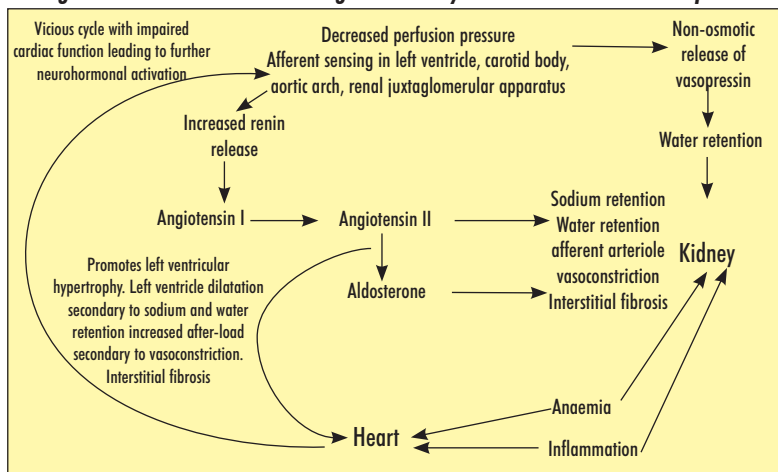 Vicious cycle with impaired
cardiac function leading to further
neurohormonal activation
Decreased perfusion pressure
Afferent sensing in left ventricle, carotid body,
aortic arch, renal juxtaglomerular apparatus
Non-osmotic
release of
vasopressin
Increased renin
release
Water retention
Angiotensin I
Angiotensin II
Sodium retention
Water retention
afferent arteriole
vasoconstriction
Interstitial fibrosis
Kidney
Aldosterone
Promotes left ventricular
hypertrophy. Left ventricle dilatation
secondary to sodium and water
retention increased after-load
secondary to vasoconstriction.
Interstitial fibrosis
Anaemia
Heart
Inflammation